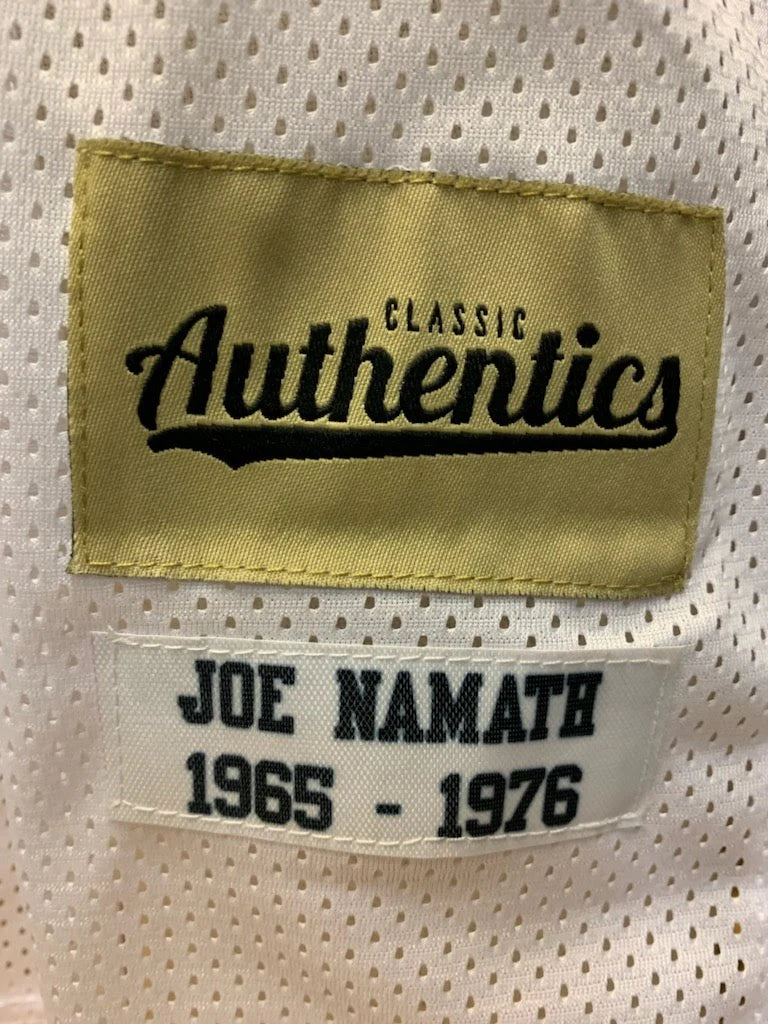 CLASSIC
Authentics
JOE NAMATH
1965 - 1976